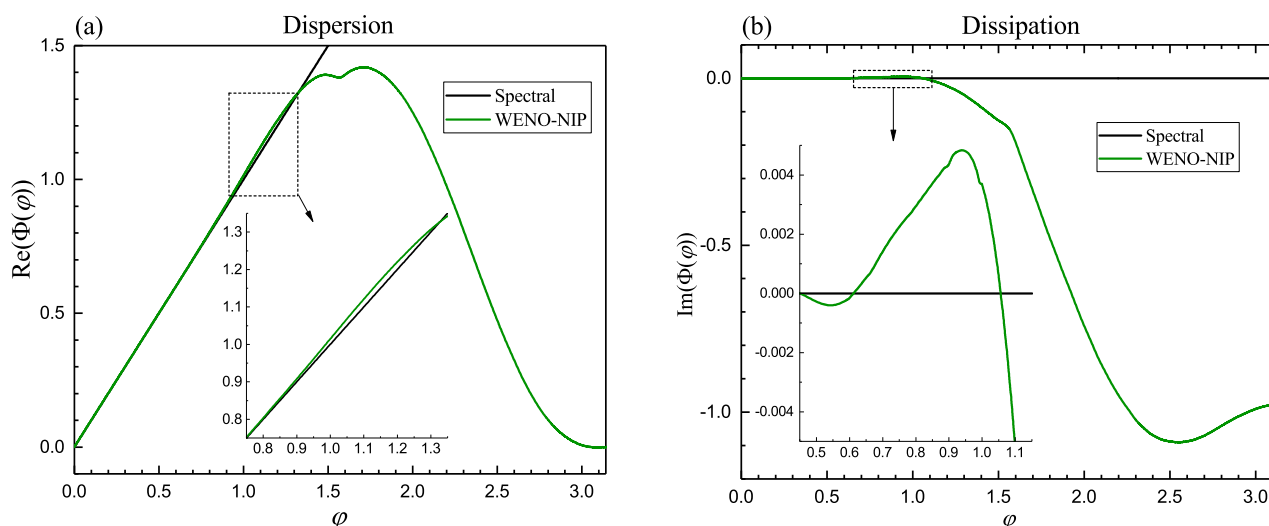 (a) Dispersion
1.5
1.0
0.5
0.0
Re(Φ(φ))
Spectral
WENO-NIP
1.3
1.2
1.1
1.0
0.9
0.8
0.8 0.9 1.0 1.1 1.2 1.3
0.0 0.5 1.0 1.5 2.0 2.5 3.0
φ
(b) Dissipation
0.0
-0.5
-1.0
Im(Φ(φ))
Spectral
WENO-NIP
0.004
0.002
0.000
-0.002
-0.004
0.5 0.6 0.7 0.8 0.9 1.0 1.1
0.0 0.5 1.0 1.5 2.0 2.5 3.0
φ